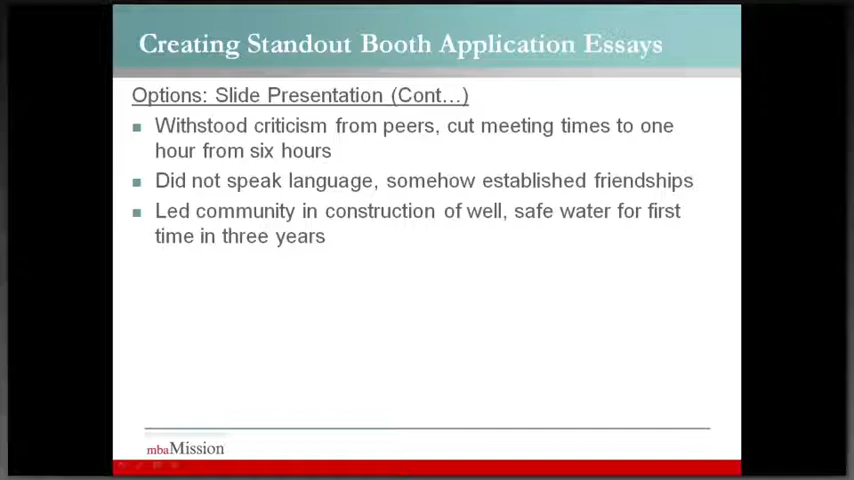 Creating Standout Booth Application Essays
Options: Slide Presentation (Cont...)
Withstood criticism from peers, cut meeting times to one
hour from six hours
Did not speak language, somehow established friendships
Led community in construction of well, safe water for first
time in three years
mbaMission